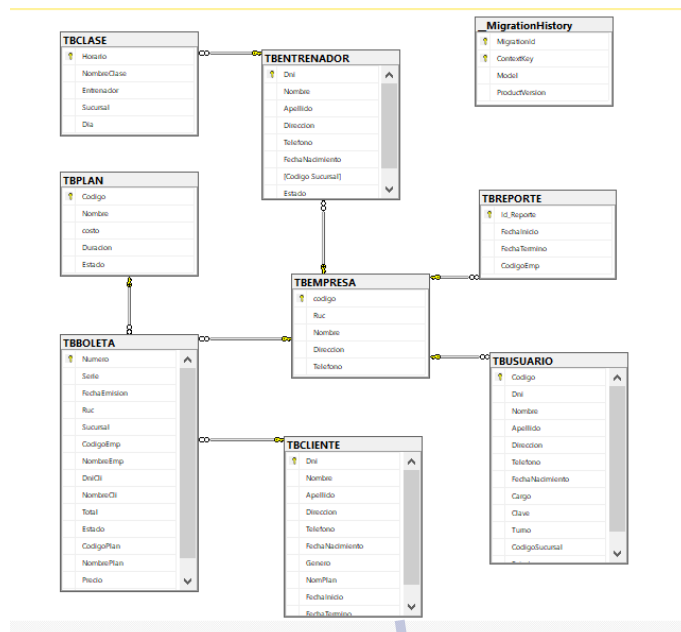 TBCLASE
Horario
NombreClase
Entrenador
Sucursal
Dia
TBENTRENADOR
Dni
Nombre
Apellido
Direccion
Telefono
FechaNacimiento
[Codigo Sucursal]
Estado
__MigrationHistory
MigrationId
ContextKey
Model
ProductVersion
TBPLAN
Codigo
Nombre
costo
Duracion
Estado
TBREPORTE
Id_Reporte
FechaInicio
FechaTermino
CodigoEmp
TBEMPRESA
codigo
Ruc
Nombre
Direccion
Telefono
TBBOLETA
Numero
Serie
FechaEmision
Ruc
Sucursal
CodigoEmp
NombreEmp
DniCli
NombreCli
Total
Estado
CodigoPlan
NombrePlan
Precio
TBUSUARIO
Codigo
Dni
Nombre
Apellido
Direccion
Telefono
FechaNacimiento
Cargo
Clave
Turno
CodigoSucursal
TBCLIENTE
Dni
Nombre
Apellido
Direccion
Telefono
FechaNacimiento
Genero
NomPlan
FechaInicio
FechaTermino